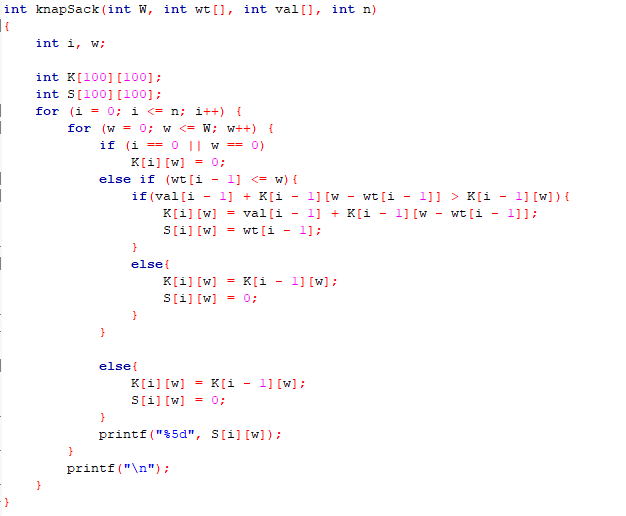 int knapSack(int W, int wt[], int val[], int n)
{
    int i, w;

    int K[100][100];
    int S[100][100];
    for (i = 0; i <= n; i++) {
        for (w = 0; w <= W; w++) {
            if (i == 0 || w == 0)
                K[i][w] = 0;
            else if (wt[i - 1] <= w){
                if(val[i - 1] + K[i - 1][w - wt[i - 1]] > K[i - 1][w]){
                    K[i][w] = val[i - 1] + K[i - 1][w - wt[i - 1]];
                    S[i][w] = wt[i - 1];
                }
                else{
                    K[i][w] = K[i - 1][w];
                    S[i][w] = 0;
                }
            }

            else{
                K[i][w] = K[i - 1][w];
                S[i][w] = 0;
            }
            printf("%5d", S[i][w]);
        }
        printf("\n");
    }
}